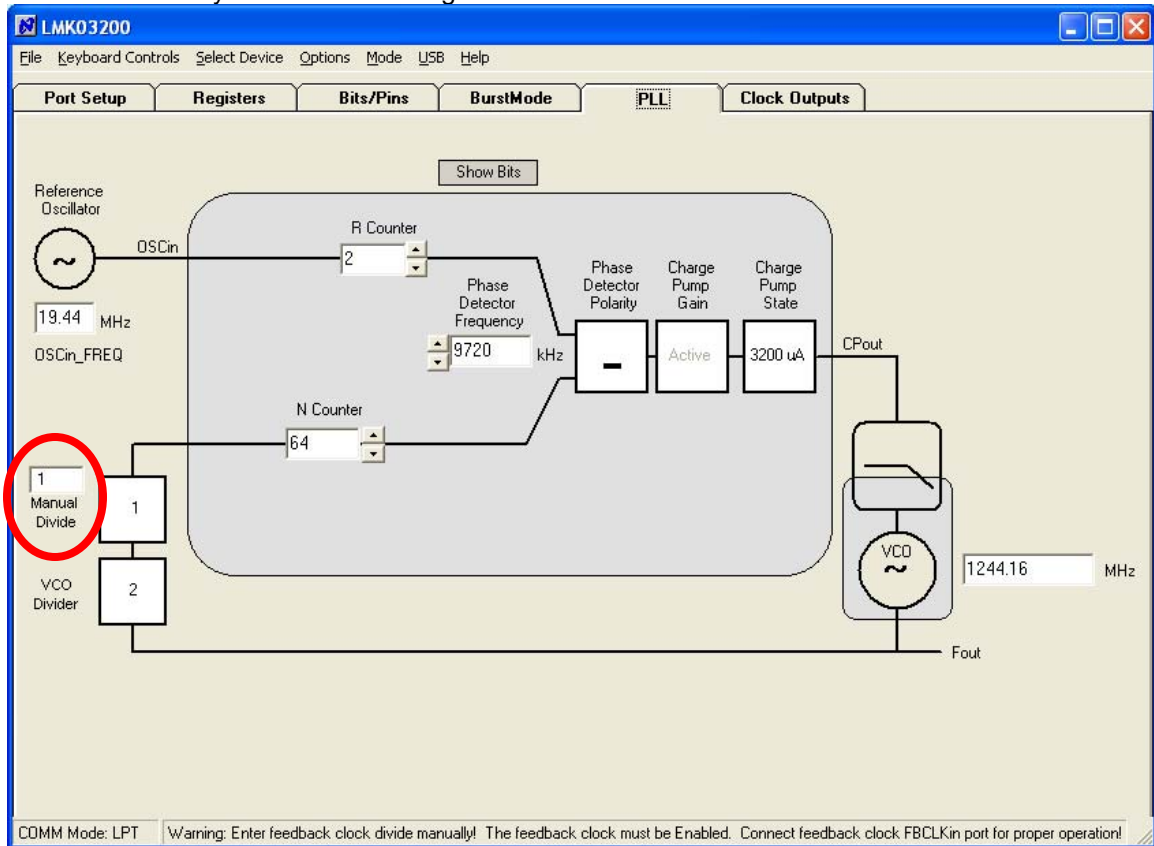 LMK03200
File Keyboard Controls Select Device Options Mode USB Help
Port Setup Registers Bits/Pins BurstMode PLL Clock Outputs
Show Bits
Reference
Oscillator
OSCin
R Counter
2
19.44 MHz
OSCin_FREQ
Phase
Detector
Frequency
9720 kHz
Phase
Detector
Polarity
-
Charge
Pump
Gain
Active
Charge
Pump
State
3200 uA
CPout
N Counter
64
1
Manual
Divide
1
VCO
Divider
2
VCO
1244.16 MHz
Fout
COMM Mode: LPT Warning: Enter feedback clock divide manually! The feedback clock must be Enabled. Connect feedback clock FBCLKin port for proper operation!